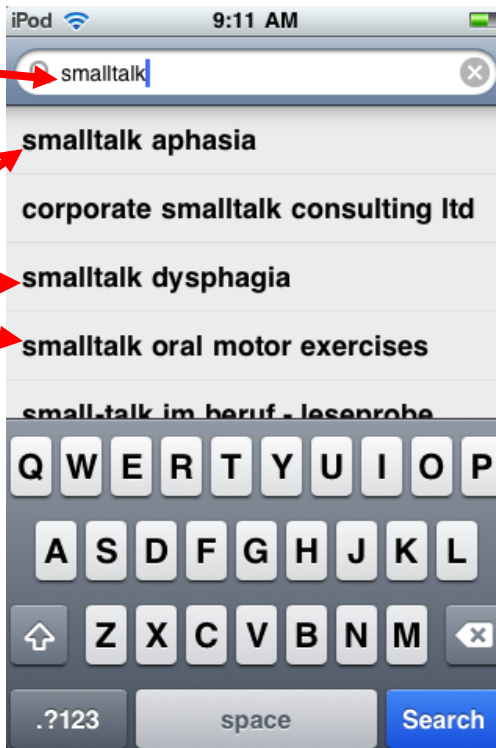 iPod 9:11 AM
smalltalk
smalltalk aphasia
corporate smalltalk consulting ltd
smalltalk dysphagia
smalltalk oral motor exercises
small-talk im beruf - leseprobe
Q W E R T Y U I O P
A S D F G H J K L
Z X C V B N M
.?123 space Search